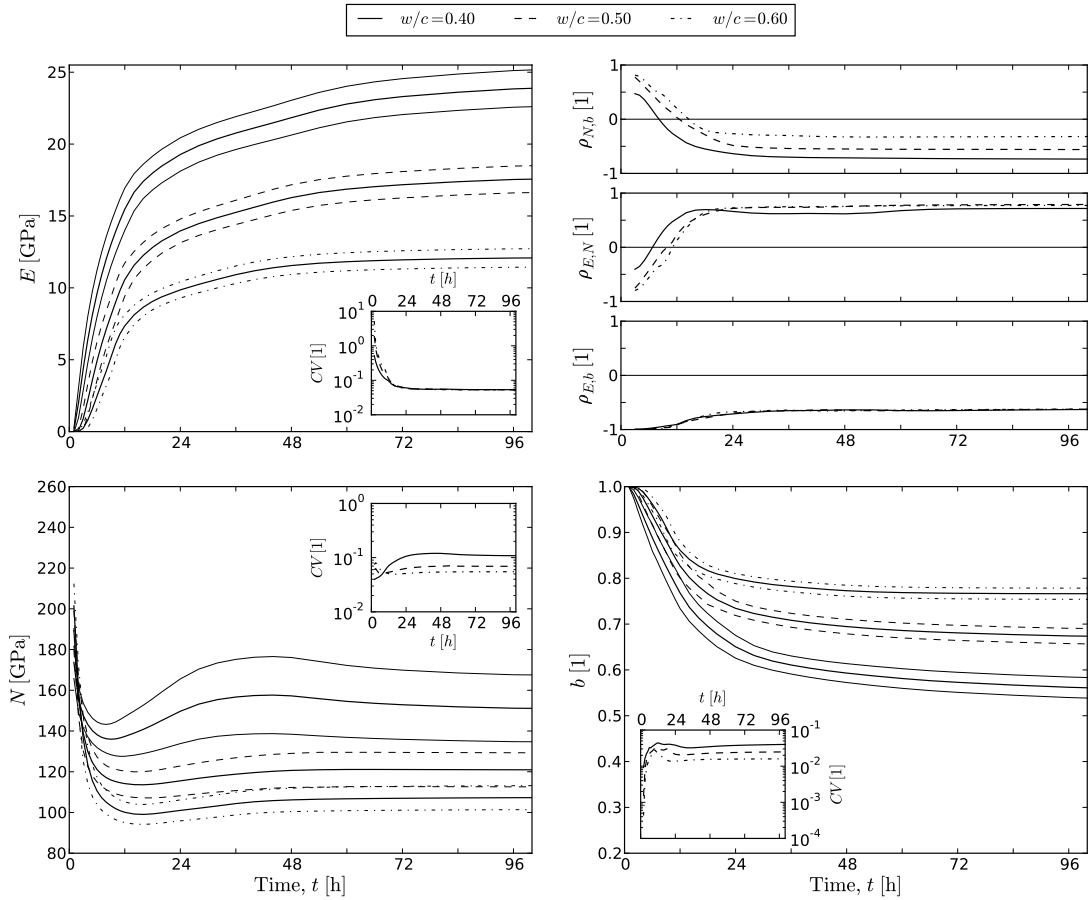 w/c=0.40 w/c=0.50 w/c=0.60
25
20
15
10
5
0
E [GPa]
0 24 48 72 96
t [h]
0 24 48 72 96
10^1
10^0
10^-1
10^-2
CV [1]
1
0
-1
ρ_{N,b} [1]
1
0
-1
ρ_{E,N} [1]
1
0
-1
ρ_{E,b} [1]
0 24 48 72 96
260
240
220
200
180
160
140
120
100
80
N [GPa]
0 24 48 72 96
Time, t [h]
10^0
10^-1
10^-2
CV [1]
0 24 48 72 96
t [h]
1.0
0.9
0.8
0.7
0.6
0.5
0.4
0.3
0.2
b [1]
0 24 48 72 96
Time, t [h]
t [h]
0 24 48 72 96
10^-1
10^-2
10^-3
10^-4
CV [1]